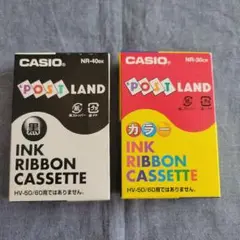 CASIO
NR-40BK
POST LAND
黒
INK
RIBBON
CASSETTE
HV-50/60用ではありません。
CASIO
POST LAND
カラー
INK
RIBBON
CASSETTE
HV-50/60用ではありません。